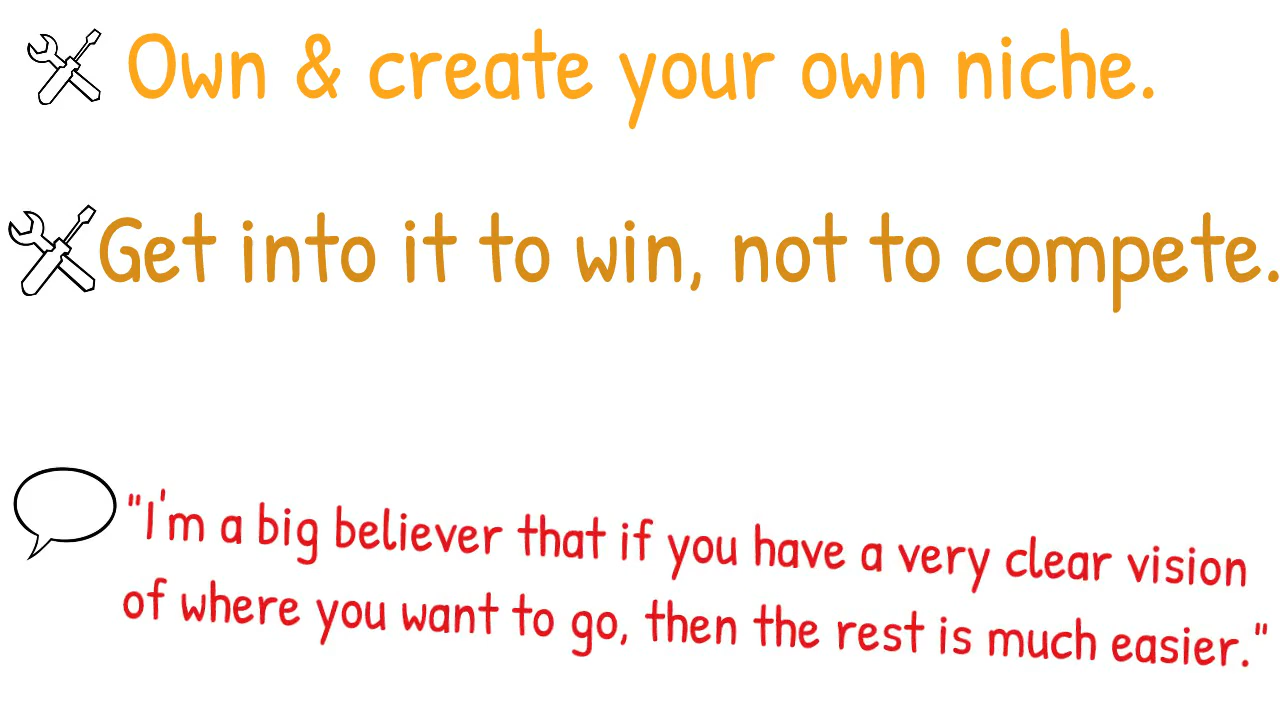 Own & create your own niche.
Get into it to win, not to compete.
"I'm a big believer that if you have a very clear vision
of where you want to go, then the rest is much easier."